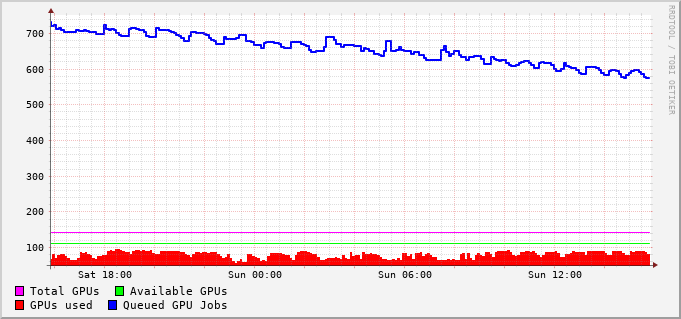 700
600
500
400
300
200
100
Sat 18:00 Sun 00:00 Sun 06:00 Sun 12:00
Total GPUs Available GPUs
GPUs used Queued GPU Jobs
RRDTOOL / TOBI OETIKER